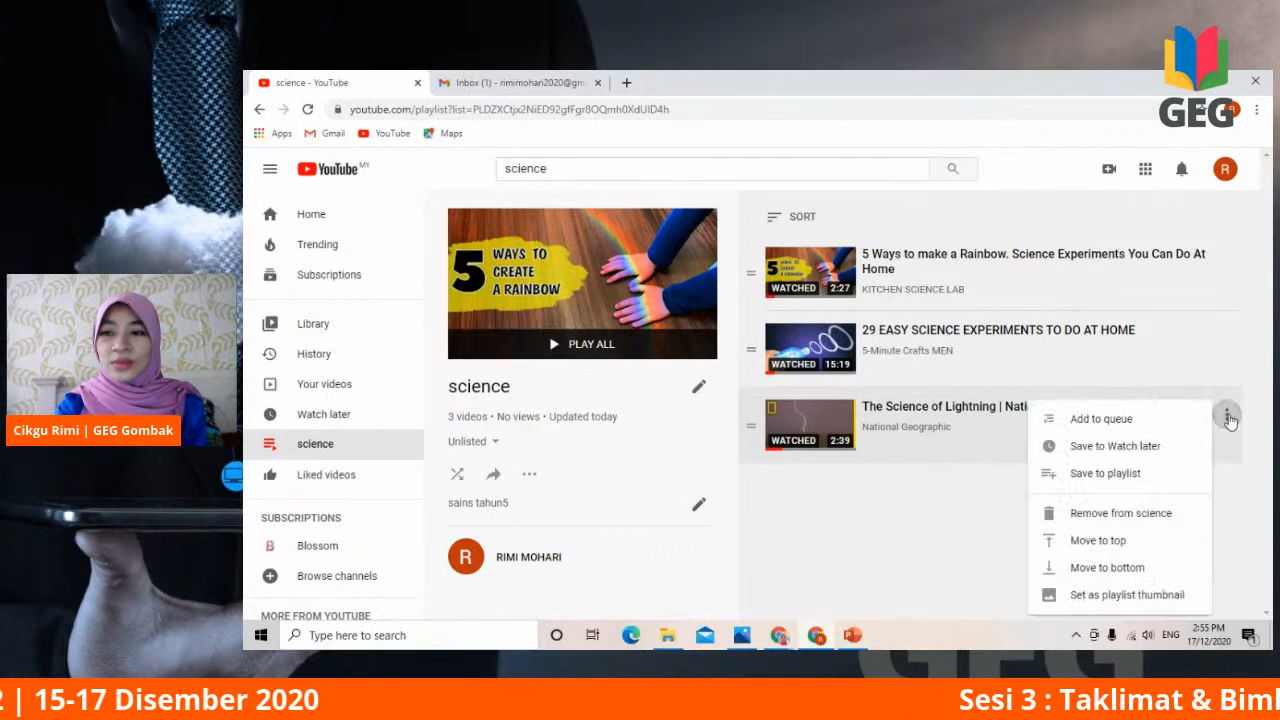 GEG
science - YouTube
Inbox (1) - rimimohari2020@gm
youtube.com/playlist?list=PLDZXCtjx2NiED92gfFgr8OQmh0XdUID4h
Apps
Gmail
YouTube
Maps
YouTube MY
science
R
Home
Trending
Subscriptions
Library
History
Your videos
Watch later
science
Liked videos
SUBSCRIPTIONS
Blossom
Browse channels
MORE FROM YOUTUBE
5 WAYS TO CREATE A RAINBOW
PLAY ALL
science
3 videos • No views • Updated today
Unlisted
sains tahun5
R
RIMI MOHARI
SORT
WATCHED 2:27
5 Ways to make a Rainbow. Science Experiments You Can Do At
Home
KITCHEN SCIENCE LAB
WATCHED 15:19
29 EASY SCIENCE EXPERIMENTS TO DO AT HOME
5-Minute Crafts MEN
WATCHED 2:39
The Science of Lightning | Nati
National Geographic
Add to queue
Save to Watch later
Save to playlist
Remove from science
Move to top
Move to bottom
Set as playlist thumbnail
Type here to search
ENG
2:55 PM
17/12/2020
Cikgu Rimi | GEG Gombak
2 | 15-17 Disember 2020
Sesi 3 : Taklimat & Biml